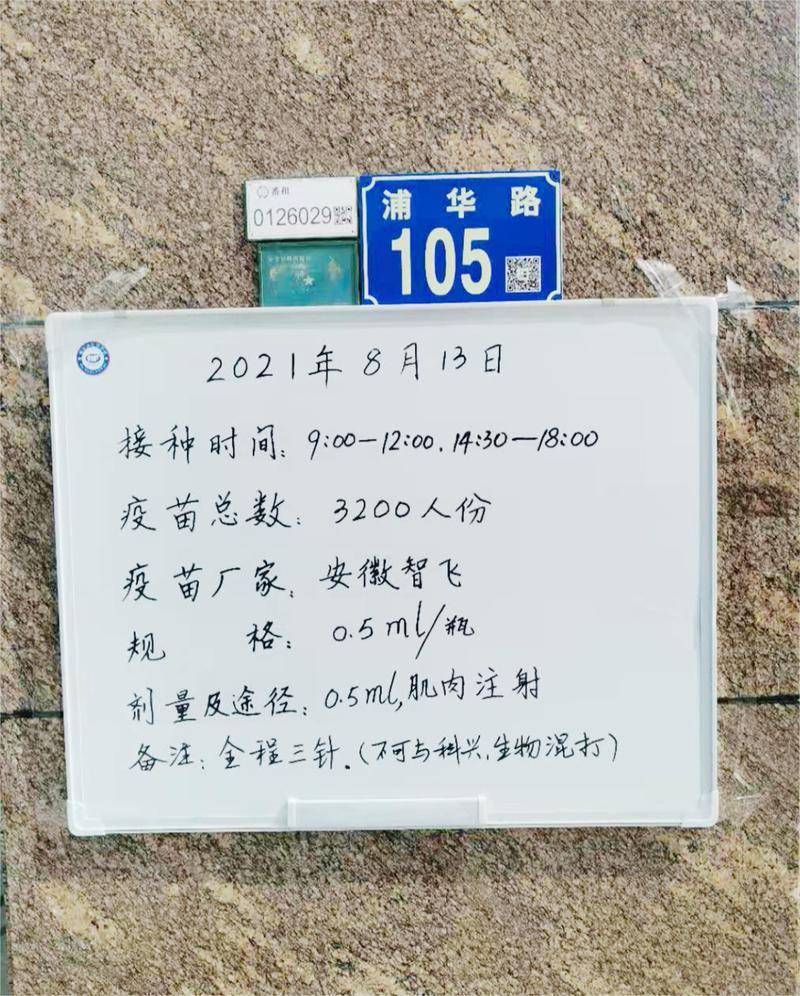 番租
0126029
浦华路
105
2021年8月13日
接种时间：9:00—12:00.14:30—18:00
疫苗总数：3200人份
疫苗厂家：安徽智飞
规 格：0.5ml/瓶
剂量及途径：0.5ml,肌肉注射
备注：全程三针.(不可与科兴.生物混打)